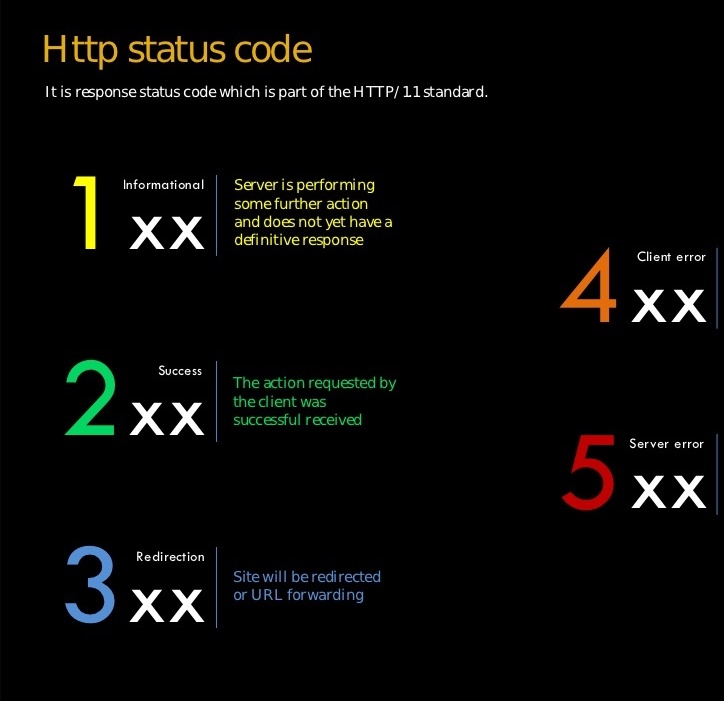 Http status code
It is response status code which is part of the HTTP/1.1 standard.
1xx
Informational
Server is performing
some further action
and does not yet have a
definitive response
2xx
Success
The action requested by
the client was
successful received
3xx
Redirection
Site will be redirected
or URL forwarding
4xx
Client error
5xx
Server error